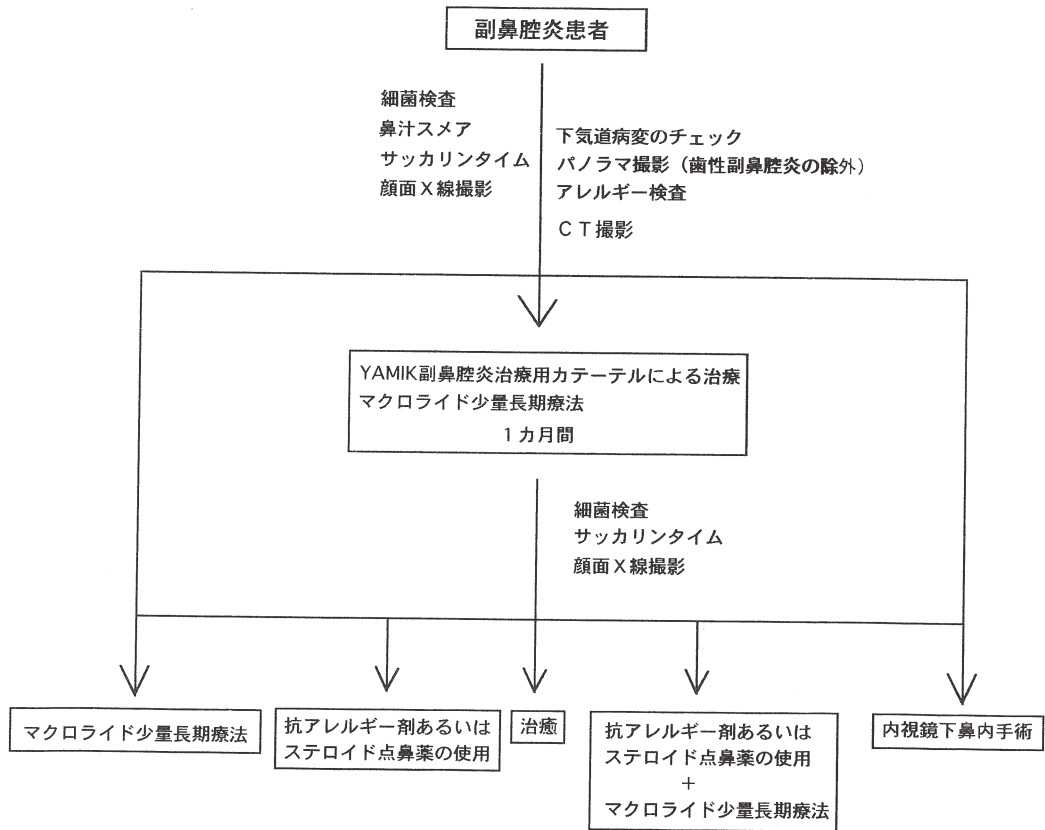 副鼻腔炎患者
細菌検査
鼻汁スメア
サッカリンタイム
顔面X線撮影
下気道病変のチェック
パノラマ撮影（歯性副鼻腔炎の除外）
アレルギー検査
CT撮影
YAMIK副鼻腔炎治療用カテーテルによる治療
マクロライド少量長期療法
1カ月間
細菌検査
サッカリンタイム
顔面X線撮影
マクロライド少量長期療法
抗アレルギー剤あるいは
ステロイド点鼻薬の使用
治癒
抗アレルギー剤あるいは
ステロイド点鼻薬の使用
+
マクロライド少量長期療法
内視鏡下鼻内手術